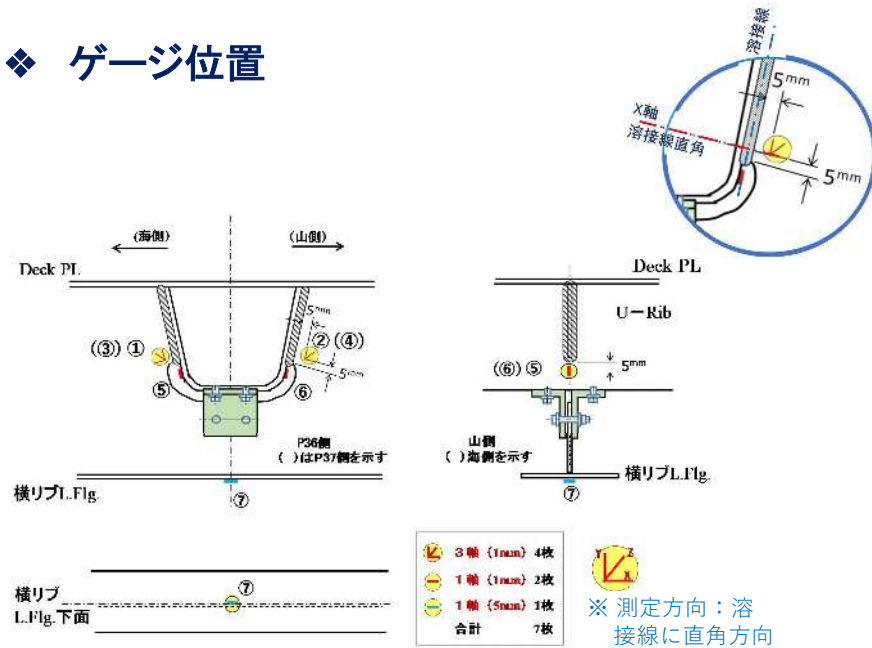 ❖ ゲージ位置
溶接線
5mm
X軸
溶接線直角
5mm
(海側)
(山側)
Deck PL
5mm
((③) ①
② (④)
5mm
⑤
⑥
P36側
( )はP37側を示す
横リブL.Flg.
⑦
Deck PL
U-Rib
(⑥) ⑤
5mm
山側
( )海側を示す
横リブL.Flg.
⑦
横リブ
L.Flg.下面
⑦
3軸 (1mm) 4枚
1軸 (1mm) 2枚
1軸 (5mm) 1枚
合計 7枚
Y Z
X
※ 測定方向：溶
接線に直角方向